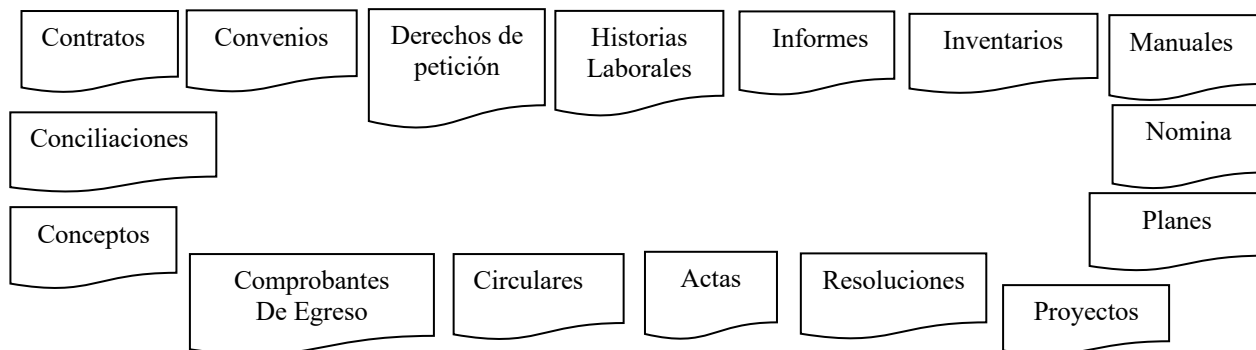 Contratos
Convenios
Derechos de
petición
Historias
Laborales
Informes
Inventarios
Manuales
Conciliaciones
Nomina
Conceptos
Planes
Comprobantes
De Egreso
Circulares
Actas
Resoluciones
Proyectos